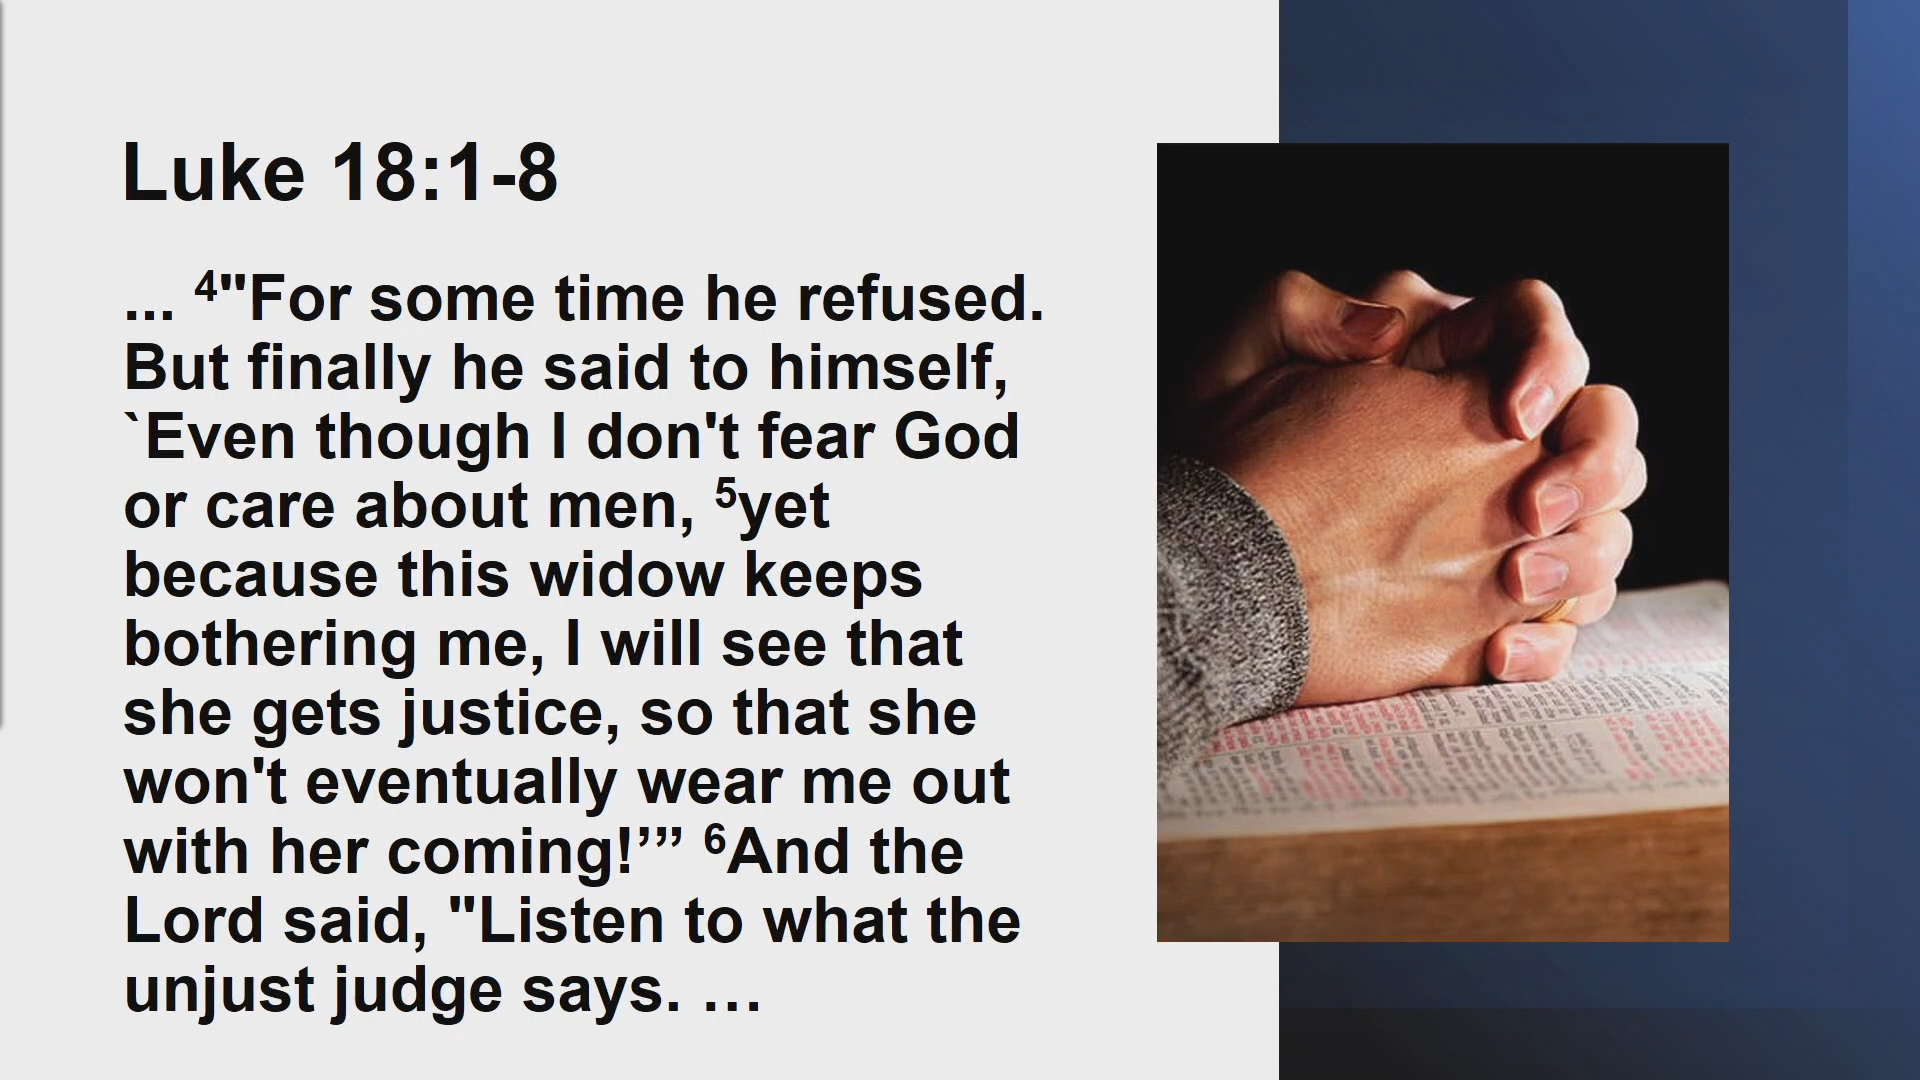 Luke 18:1-8
... ⁴"For some time he refused.
But finally he said to himself,
`Even though I don't fear God
or care about men, ⁵yet
because this widow keeps
bothering me, I will see that
she gets justice, so that she
won't eventually wear me out
with her coming!’” ⁶And the
Lord said, "Listen to what the
unjust judge says. …